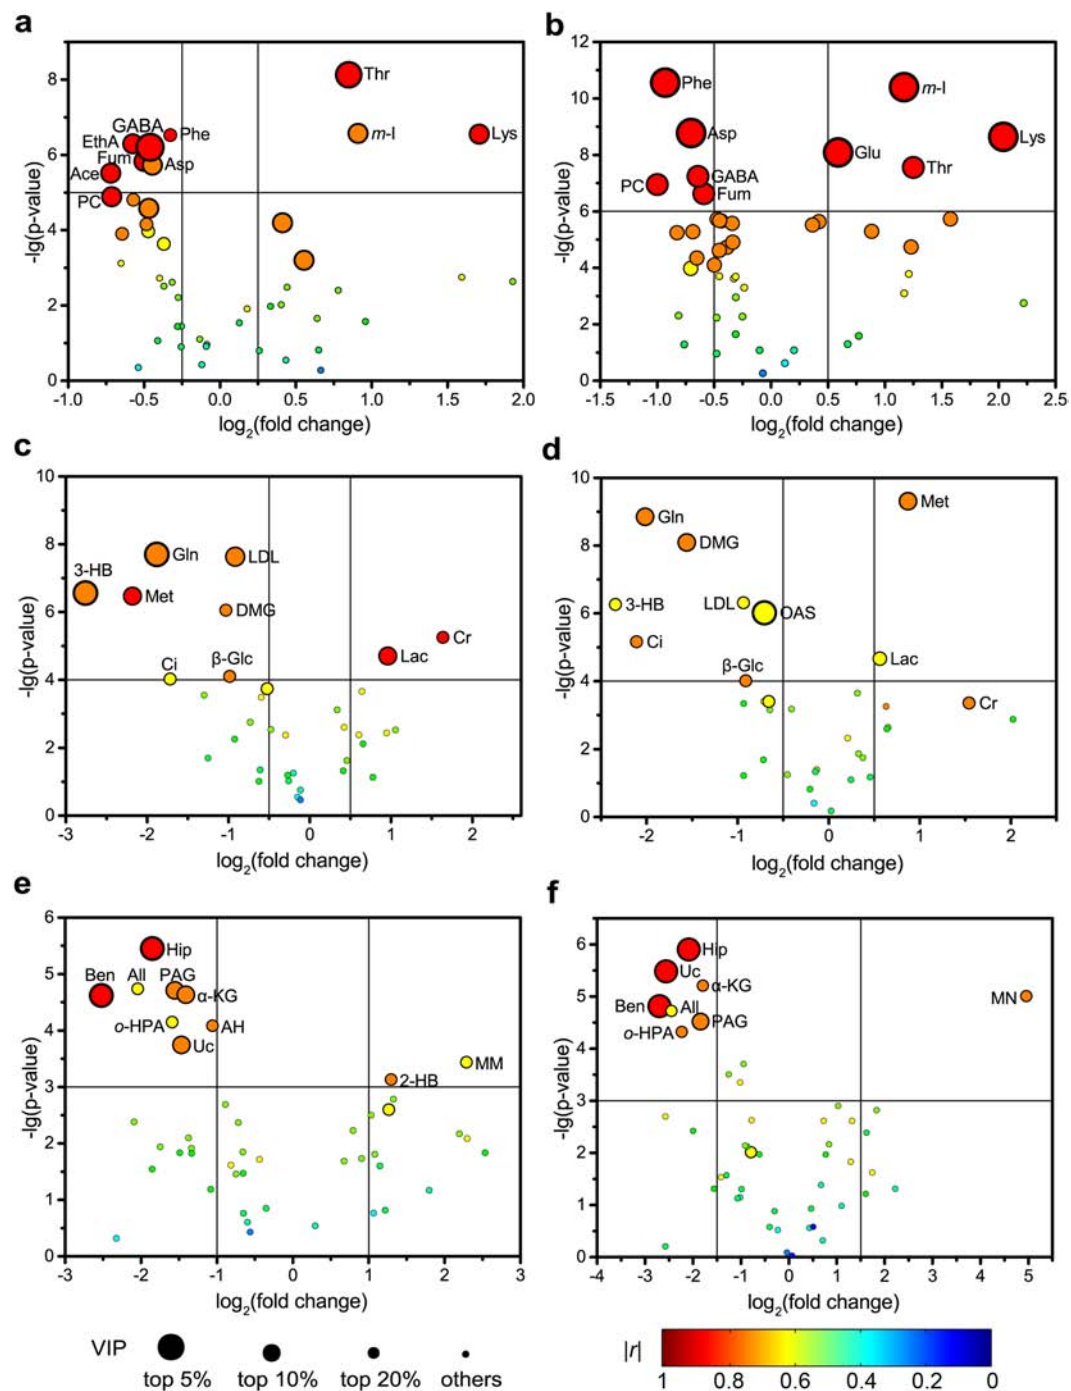 a
8
6
4
2
0
-lg(p-value)
Thr
m-I
Lys
GABA
Phe
EthA
Fum
Asp
Ace
PC
-1.0 -0.5 0.0 0.5 1.0 1.5 2.0
log2(fold change)
b
12
10
8
6
4
2
0
-lg(p-value)
Phe
m-I
Asp
Lys
Glu
Thr
GABA
PC
Fum
-1.5 -1.0 -0.5 0.0 0.5 1.0 1.5 2.0 2.5
log2(fold change)
c
10
8
6
4
2
0
-lg(p-value)
Gln
LDL
3-HB
Met
DMG
Cr
Lac
Ci
β-Glc
-3 -2 -1 0 1 2
log2(fold change)
d
10
8
6
4
2
0
-lg(p-value)
Met
Gln
DMG
3-HB
LDL
OAS
Ci
Lac
β-Glc
Cr
-2 -1 0 1 2
log2(fold change)
e
6
5
4
3
2
1
0
-lg(p-value)
Hip
Ben
All
PAG
α-KG
o-HPA
AH
Uc
MM
2-HB
-3 -2 -1 0 1 2 3
log2(fold change)
f
6
5
4
3
2
1
0
-lg(p-value)
Hip
Uc
α-KG
MN
Ben
All
PAG
o-HPA
-4 -3 -2 -1 0 1 2 3 4 5
log2(fold change)
VIP
top 5% top 10% top 20% others
|r|
1 0.8 0.6 0.4 0.2 0